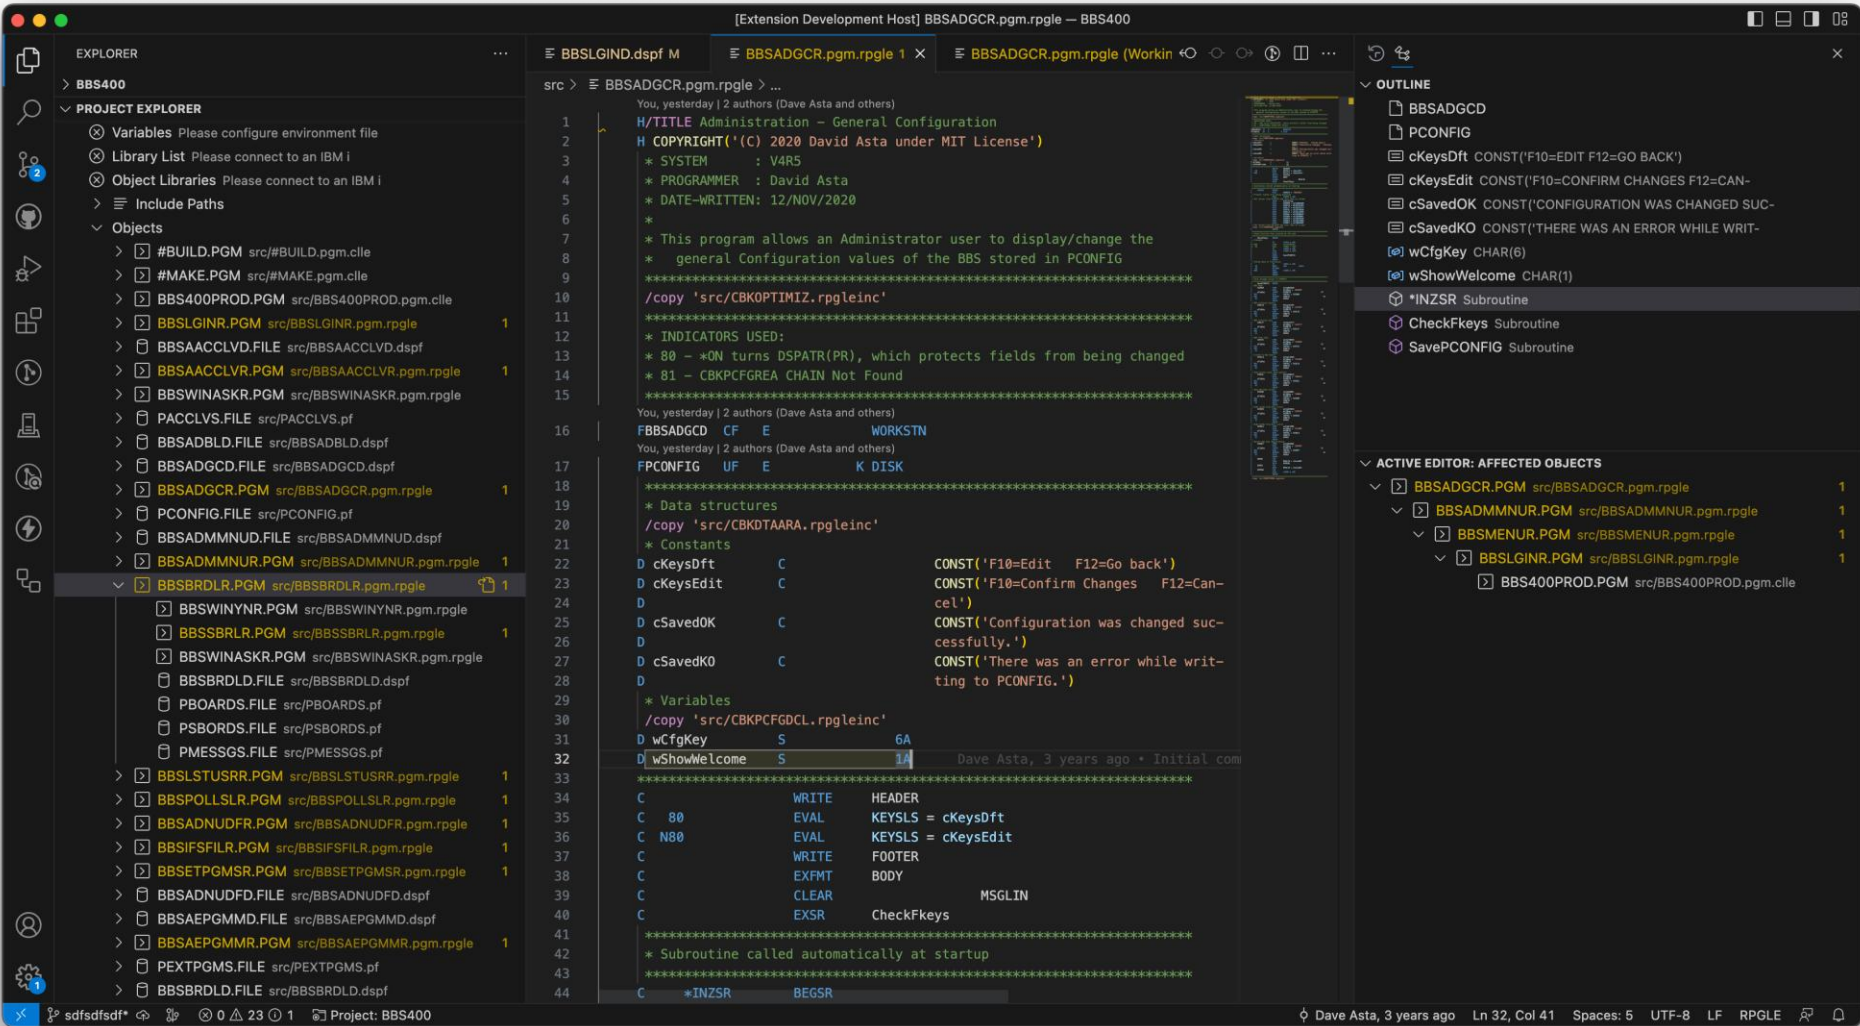 [Extension Development Host] BBSADGCR.pgm.rpgle — BBS400
EXPLORER
BBS400
PROJECT EXPLORER
Variables Please configure environment file
Library List Please connect to an IBM i
Object Libraries Please connect to an IBM i
Include Paths
Objects
#BUILD.PGM src/#BUILD.pgm.clle
#MAKE.PGM src/#MAKE.pgm.clle
BBS400PROD.PGM src/BBS400PROD.pgm.clle
BBSLGINR.PGM src/BBSLGINR.pgm.rpgle 1
BBSAACCLVD.FILE src/BBSAACCLVD.dspf
BBSAACCLVR.PGM src/BBSAACCLVR.pgm.rpgle 1
BBSWINASKR.PGM src/BBSWINASKR.pgm.rpgle
PACCLVS.FILE src/PACCLVS.pf
BBSADBLD.FILE src/BBSADBLD.dspf
BBSADGCD.FILE src/BBSADGCD.dspf
BBSADGCR.PGM src/BBSADGCR.pgm.rpgle 1
PCONFIG.FILE src/PCONFIG.pf
BBSADMMNUD.FILE src/BBSADMMNUD.dspf
BBSADMMNUR.PGM src/BBSADMMNUR.pgm.rpgle 1
BBSBRDLR.PGM src/BBSBRDLR.pgm.rpgle 1
BBSWINYNR.PGM src/BBSWINYNR.pgm.rpgle
BBSSBRLR.PGM src/BBSSBRLR.pgm.rpgle 1
BBSWINASKR.PGM src/BBSWINASKR.pgm.rpgle
BBSBRDLD.FILE src/BBSBRDLD.dspf
PBOARDS.FILE src/PBOARDS.pf
PSBORDS.FILE src/PSBORDS.pf
PMESSGS.FILE src/PMESSGS.pf
BBSLSTUSRR.PGM src/BBSLSTUSRR.pgm.rpgle 1
BBSPOLLSLR.PGM src/BBSPOLLSLR.pgm.rpgle 1
BBSADNUDFR.PGM src/BBSADNUDFR.pgm.rpgle 1
BBSIFSFILR.PGM src/BBSIFSFILR.pgm.rpgle 1
BBSETPGMSR.PGM src/BBSETPGMSR.pgm.rpgle 1
BBSADNUDFD.FILE src/BBSADNUDFD.dspf
BBSAEPGMMD.FILE src/BBSAEPGMMD.dspf
BBSAEPGMMR.PGM src/BBSAEPGMMR.pgm.rpgle 1
PEXTPGMS.FILE src/PEXTPGMS.pf
BBSBRDLD.FILE src/BBSBRDLD.dspf
2
1
BBSLGIND.dspf M
BBSADGCR.pgm.rpgle 1
BBSADGCR.pgm.rpgle (Workin
src > BBSADGCR.pgm.rpgle > ...
You, yesterday | 2 authors (Dave Asta and others)
1 H/TITLE Administration - General Configuration
2 H COPYRIGHT('(C) 2020 David Asta under MIT License')
3 * SYSTEM : V4R5
4 * PROGRAMMER : David Asta
5 * DATE-WRITTEN: 12/NOV/2020
6 *
7 * This program allows an Administrator user to display/change the
8 * general Configuration values of the BBS stored in PCONFIG
9 **********************************************************************
10 /copy 'src/CBKOPTIMIZ.rpgleinc'
11 **********************************************************************
12 * INDICATORS USED:
13 * 80 - *ON turns DSPATR(PR), which protects fields from being changed
14 * 81 - CBKPCFGREA CHAIN Not Found
15 **********************************************************************
You, yesterday | 2 authors (Dave Asta and others)
16 FBBSADGCD CF E WORKSTN
You, yesterday | 2 authors (Dave Asta and others)
17 FPCONFIG UF E K DISK
18 **********************************************************************
19 * Data structures
20 /copy 'src/CBKDTAARA.rpgleinc'
21 * Constants
22 D cKeysDft C CONST('F10=Edit F12=Go back')
23 D cKeysEdit C CONST('F10=Confirm Changes F12=Can-
24 D cel')
25 D cSavedOK C CONST('Configuration was changed suc-
26 D cessfully.')
27 D cSavedKO C CONST('There was an error while writ-
28 D ting to PCONFIG.')
29 * Variables
30 /copy 'src/CBKPCFGDCL.rpgleinc'
31 D wCfgKey S 6A
32 D wShowWelcome S 1A Dave Asta, 3 years ago • Initial com
33 **********************************************************************
34 C WRITE HEADER
35 C 80 EVAL KEYSLS = cKeysDft
36 C N80 EVAL KEYSLS = cKeysEdit
37 C WRITE FOOTER
38 C EXFMT BODY
39 C CLEAR MSGLIN
40 C EXSR CheckFkeys
41 **********************************************************************
42 * Subroutine called automatically at startup
43 **********************************************************************
44 C *INZSR BEGSR
OUTLINE
BBSADGCD
PCONFIG
cKeysDft CONST('F10=EDIT F12=GO BACK')
cKeysEdit CONST('F10=CONFIRM CHANGES F12=CAN-
cSavedOK CONST('CONFIGURATION WAS CHANGED SUC-
cSavedKO CONST('THERE WAS AN ERROR WHILE WRIT-
wCfgKey CHAR(6)
wShowWelcome CHAR(1)
*INZSR Subroutine
CheckFkeys Subroutine
SavePCONFIG Subroutine
ACTIVE EDITOR: AFFECTED OBJECTS
BBSADGCR.PGM src/BBSADGCR.pgm.rpgle 1
BBSADMMNUR.PGM src/BBSADMMNUR.pgm.rpgle 1
BBSMENUR.PGM src/BBSMENUR.pgm.rpgle 1
BBSLGINR.PGM src/BBSLGINR.pgm.rpgle 1
BBS400PROD.PGM src/BBS400PROD.pgm.clle
sdfsdfsdf* 0 23 1 Project: BBS400
Dave Asta, 3 years ago Ln 32, Col 41 Spaces: 5 UTF-8 LF RPGLE